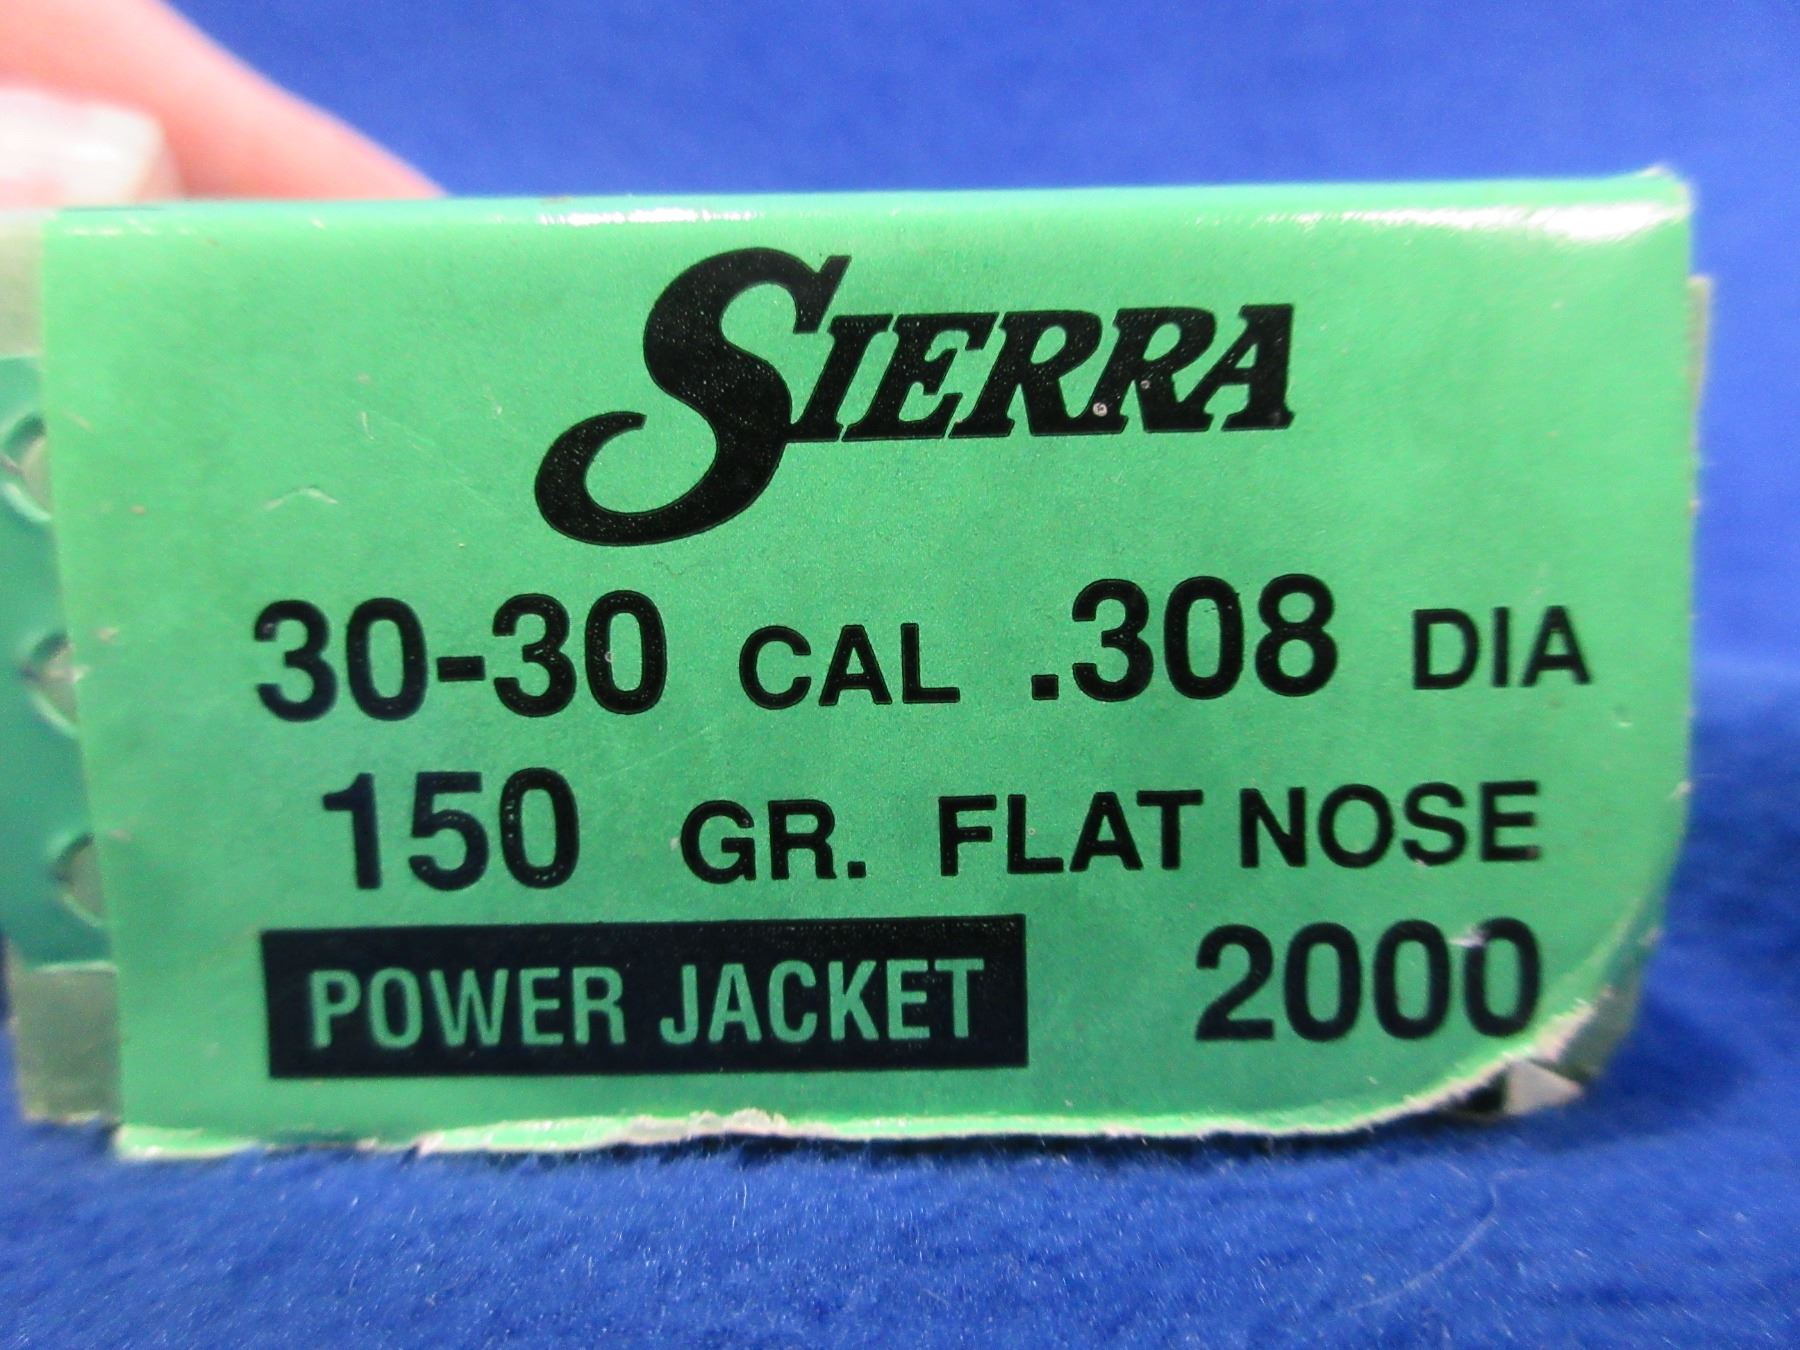 SIERRA
30-30 CAL .308 DIA
150 GR. FLAT NOSE
POWER JACKET 2000